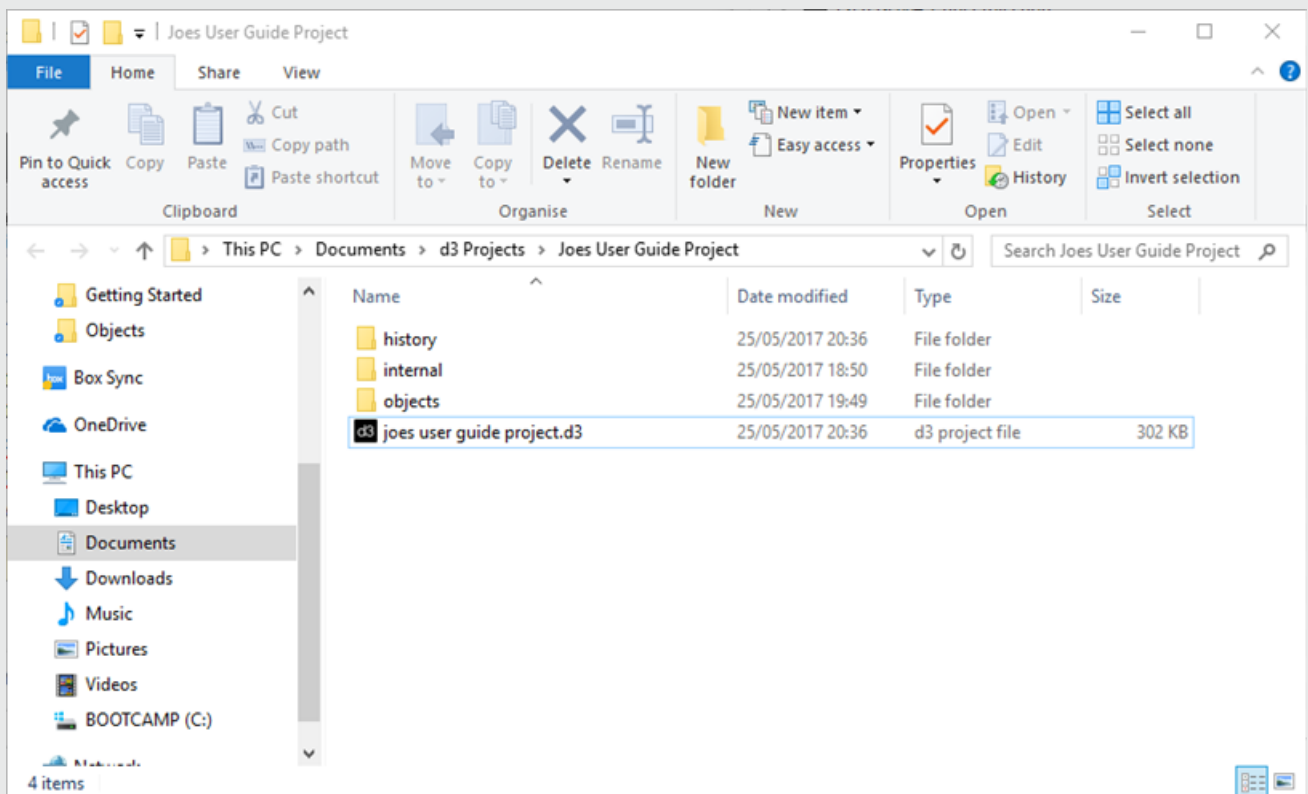 Joes User Guide Project
File Home Share View
Pin to Quick access
Copy
Paste
Cut
Copy path
Paste shortcut
Clipboard
Move to
Copy to
Delete
Rename
Organise
New folder
New item
Easy access
New
Properties
Open
Edit
History
Open
Select all
Select none
Invert selection
Select
This PC > Documents > d3 Projects > Joes User Guide Project
Search Joes User Guide Project
Getting Started
Objects
box Box Sync
OneDrive
This PC
Desktop
Documents
Downloads
Music
Pictures
Videos
BOOTCAMP (C:)
Name Date modified Type Size
history 25/05/2017 20:36 File folder
internal 25/05/2017 18:50 File folder
objects 25/05/2017 19:49 File folder
d3 joes user guide project.d3 25/05/2017 20:36 d3 project file 302 KB
4 items